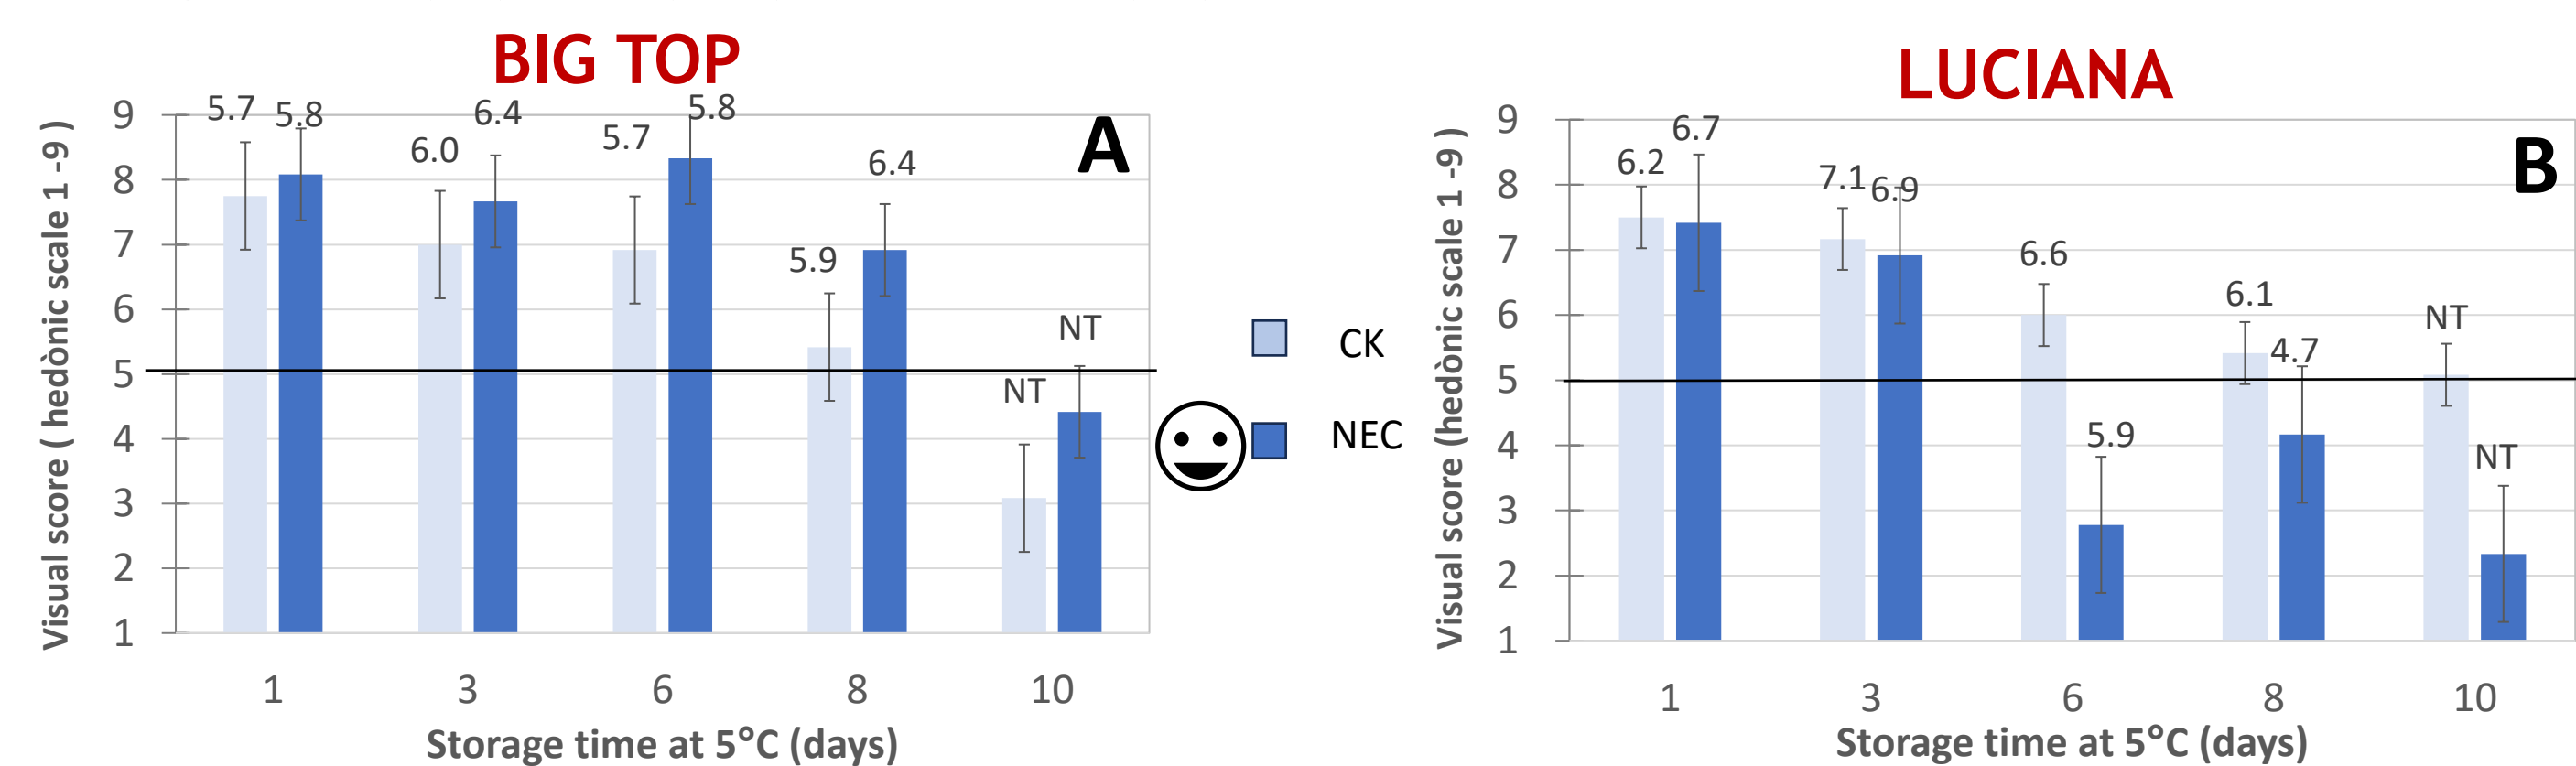 BIG TOP
Visual score ( hedònic scale 1 -9 )
9
8
7
6
5
4
3
2
1
5.7 5.8
6.0 6.4
5.7 5.8
5.9 6.4
NT NT
A
1 3 6 8 10
Storage time at 5°C (days)
CK
NEC
LUCIANA
Visual score (hedònic scale 1 -9 )
9
8
7
6
5
4
3
2
1
6.2 6.7
7.1 6.9
6.6 5.9
6.1 4.7
NT NT
B
1 3 6 8 10
Storage time at 5°C (days)